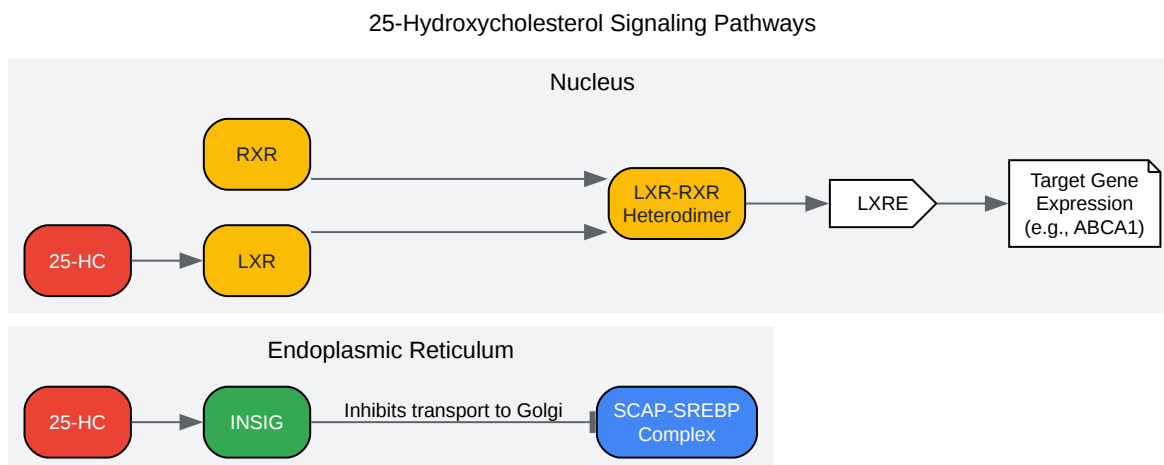 25-Hydroxycholesterol Signaling Pathways
Nucleus
RXR
LXR-RXR
Heterodimer
LXRE
Target Gene
Expression
(e.g., ABCA1)
25-HC
LXR
Endoplasmic Reticulum
25-HC
INSIG
Inhibits transport to Golgi
SCAP-SREBP
Complex